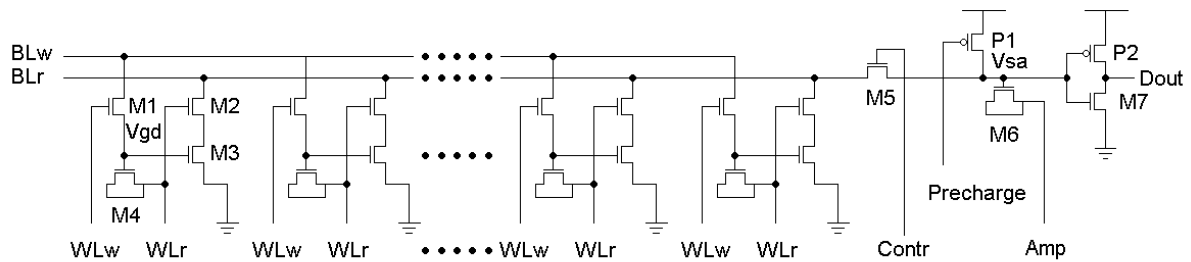 P1
BLw
Vsa
P2
BLr
Dout
M1
M2
M5
M7
Vgd
M6
M3
Precharge
M4
WLw WLr WLw WLr WLw WLr WLw WLr Contr Amp